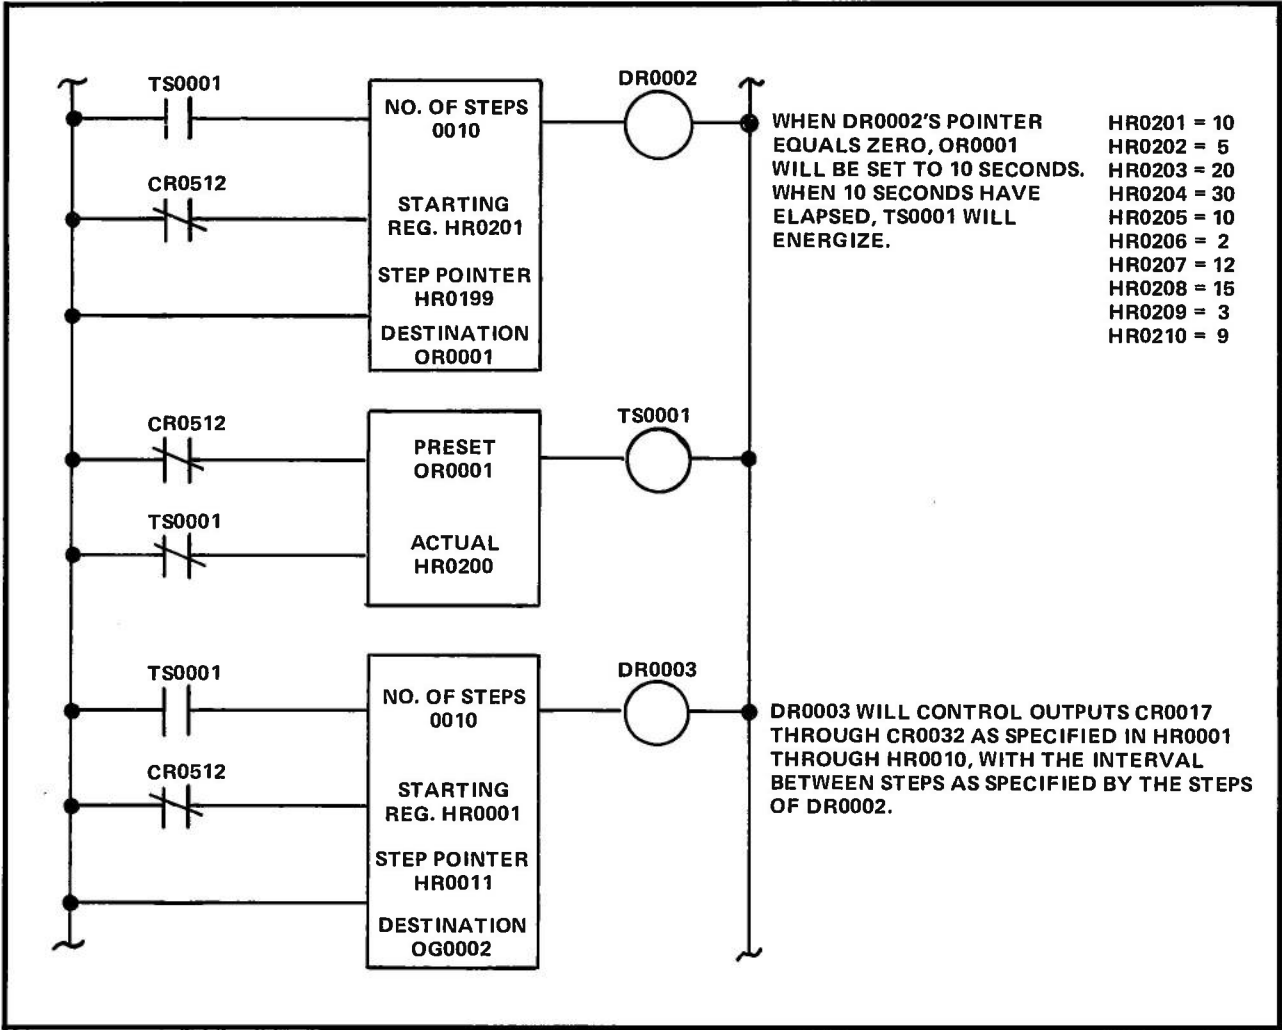 TS0001
NO. OF STEPS
0010
DR0002
CR0512
STARTING
REG. HR0201
STEP POINTER
HR0199
DESTINATION
OR0001
WHEN DR0002'S POINTER
EQUALS ZERO, OR0001
WILL BE SET TO 10 SECONDS.
WHEN 10 SECONDS HAVE
ELAPSED, TS0001 WILL
ENERGIZE.
HR0201 = 10
HR0202 = 5
HR0203 = 20
HR0204 = 30
HR0205 = 10
HR0206 = 2
HR0207 = 12
HR0208 = 15
HR0209 = 3
HR0210 = 9
CR0512
PRESET
OR0001
TS0001
TS0001
ACTUAL
HR0200
TS0001
NO. OF STEPS
0010
DR0003
CR0512
STARTING
REG. HR0001
STEP POINTER
HR0011
DESTINATION
OG0002
DR0003 WILL CONTROL OUTPUTS CR0017
THROUGH CR0032 AS SPECIFIED IN HR0001
THROUGH HR0010, WITH THE INTERVAL
BETWEEN STEPS AS SPECIFIED BY THE STEPS
OF DR0002.